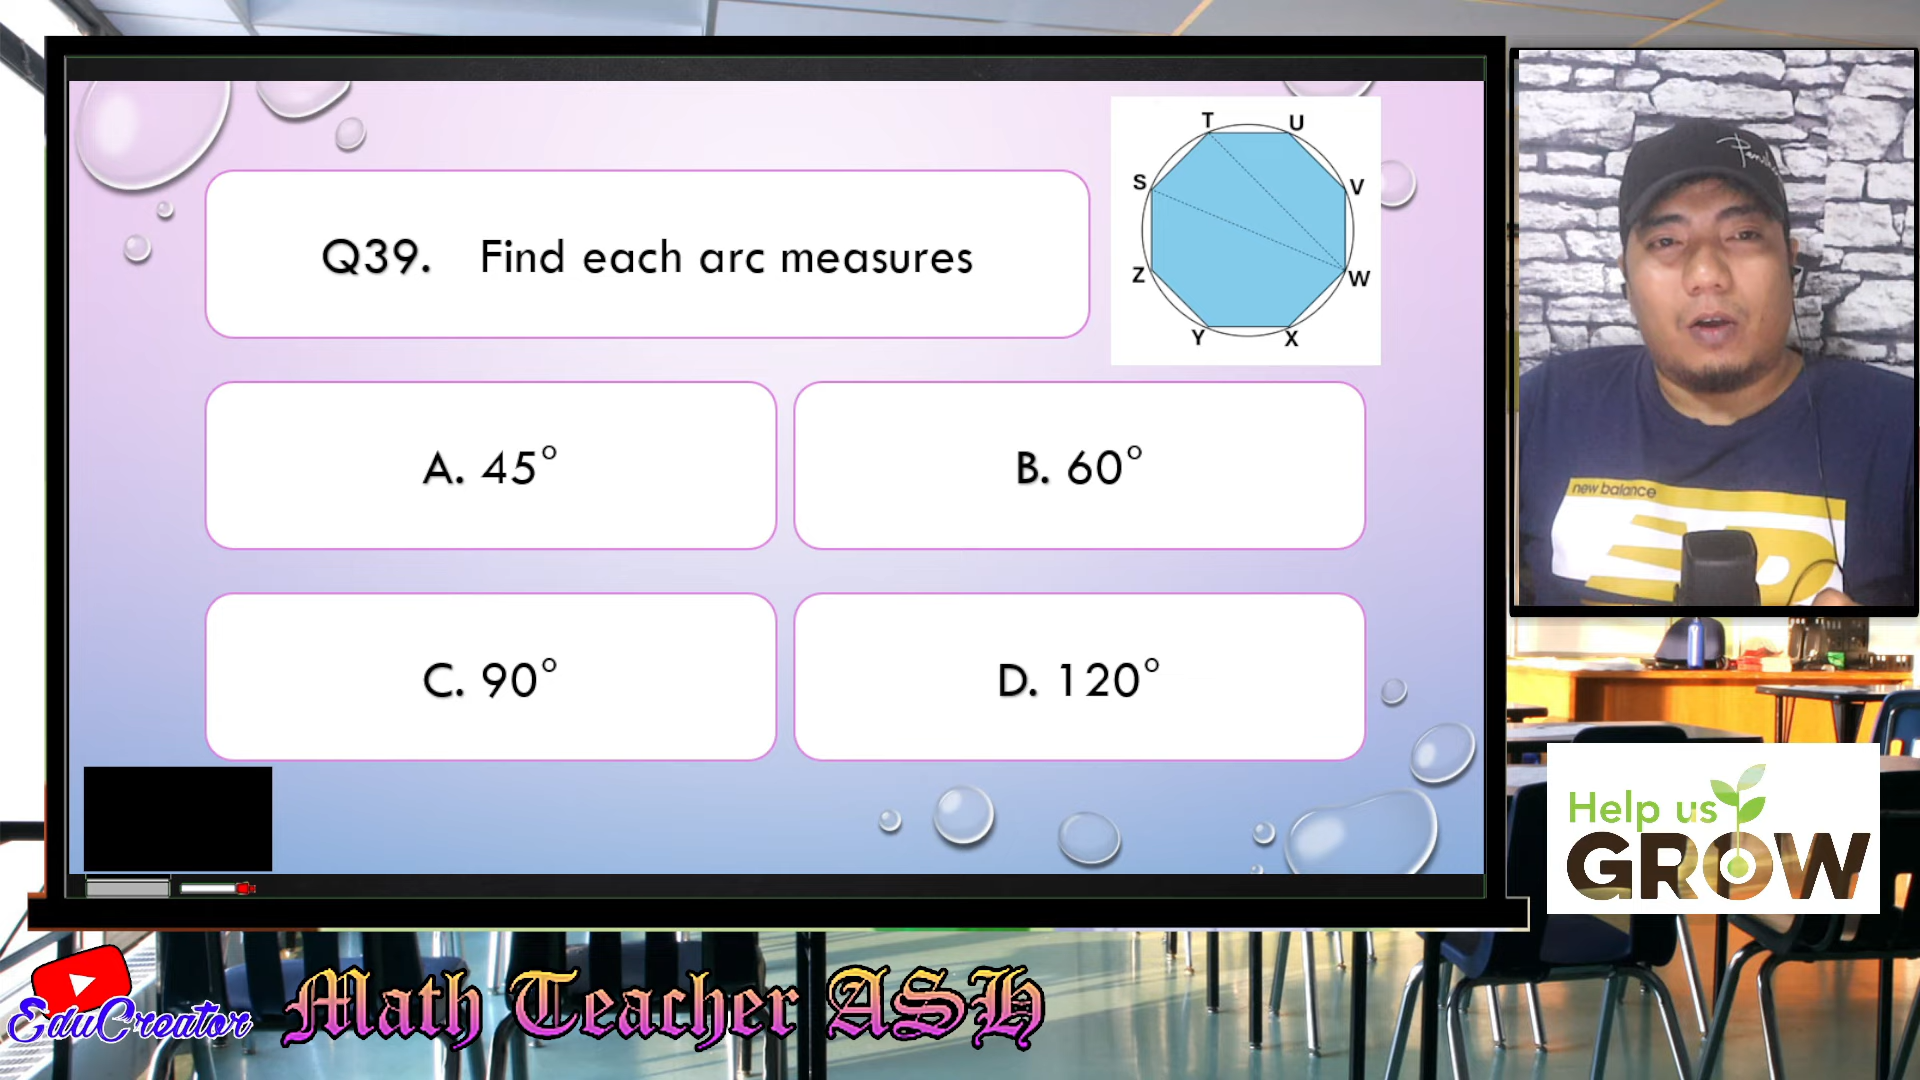 Q39. Find each arc measures
T U
S V
Z W
Y X
A. 45°
B. 60°
C. 90°
D. 120°
new balance
Help us
GROW
EduCreator
Math Teacher ASH